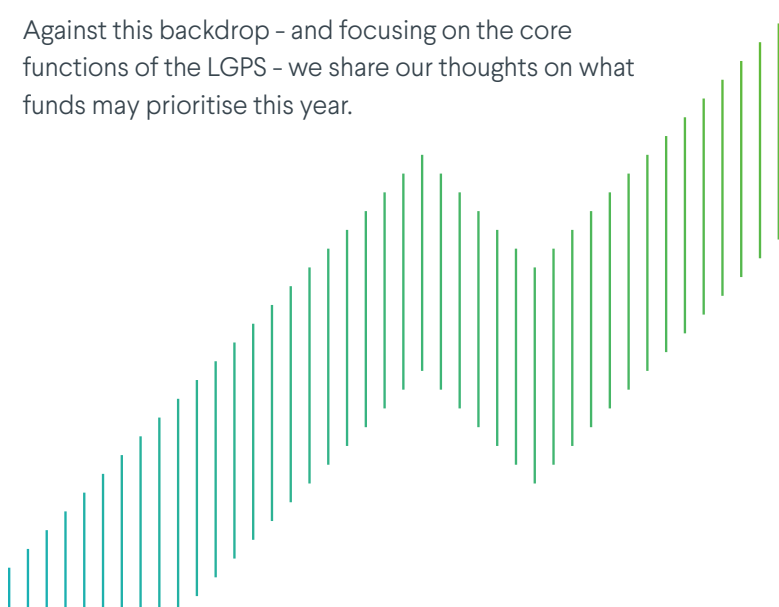 Against this backdrop - and focusing on the core
functions of the LGPS - we share our thoughts on what
funds may prioritise this year.